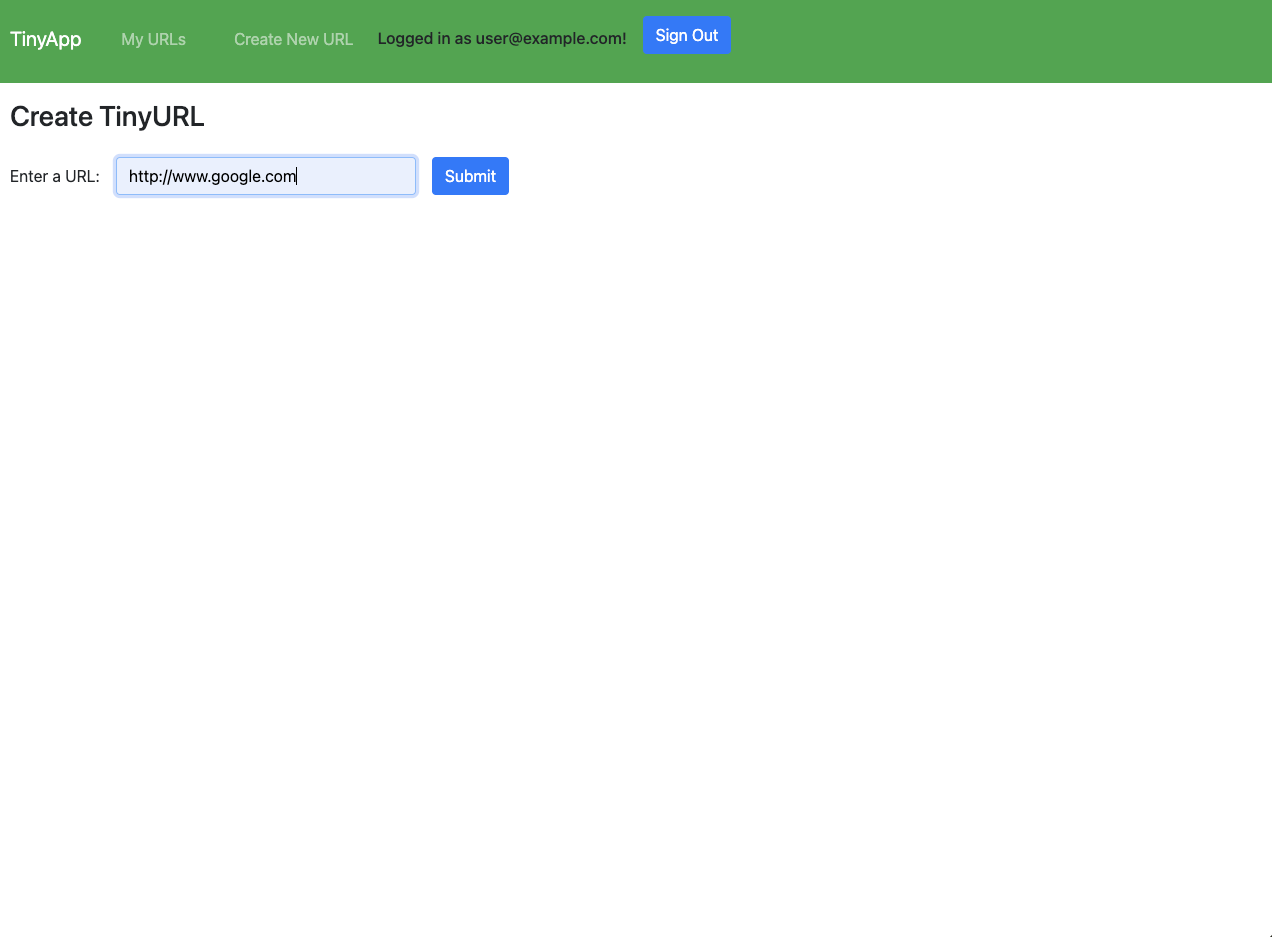 TinyApp My URLs Create New URL Logged in as user@example.com! Sign Out
Create TinyURL
Enter a URL: http://www.google.com Submit